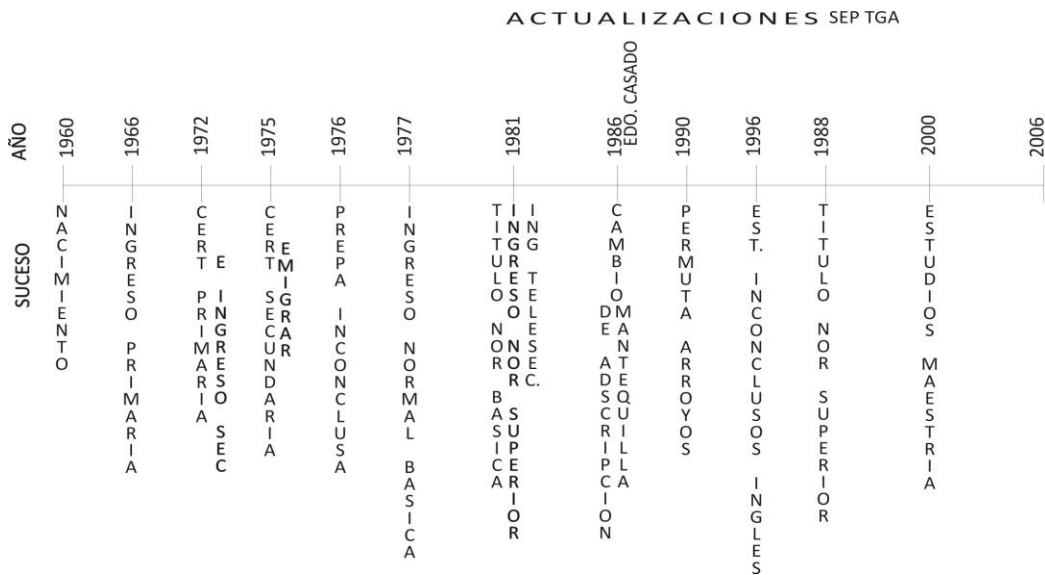 ACTUALIZACIONES SEP TGA
AÑO
1960
1966
1972
1975
1976
1977
1981
1986
EDO. CASADO
1990
1996
1988
2000
2006
SUCESO
NACIMIENTO
INGRESO PRIMARIA
CERT PRIMARIA
E INGRESO SEC
CERT SECUNDARIA
EMIGRAR
PREPA INCONCLUSA
INGRESO NORMAL BASICA
TITULO NOR BASICA
INGRESO NOR SUPERIOR
ING TELESEC.
CAMBIO DE ADSCRIPCION
MANTEQUILLA
PERMUTA ARROYOS
EST. INCONCLUSOS INGLES
TITULO NOR SUPERIOR
ESTUDIOS MAESTRIA